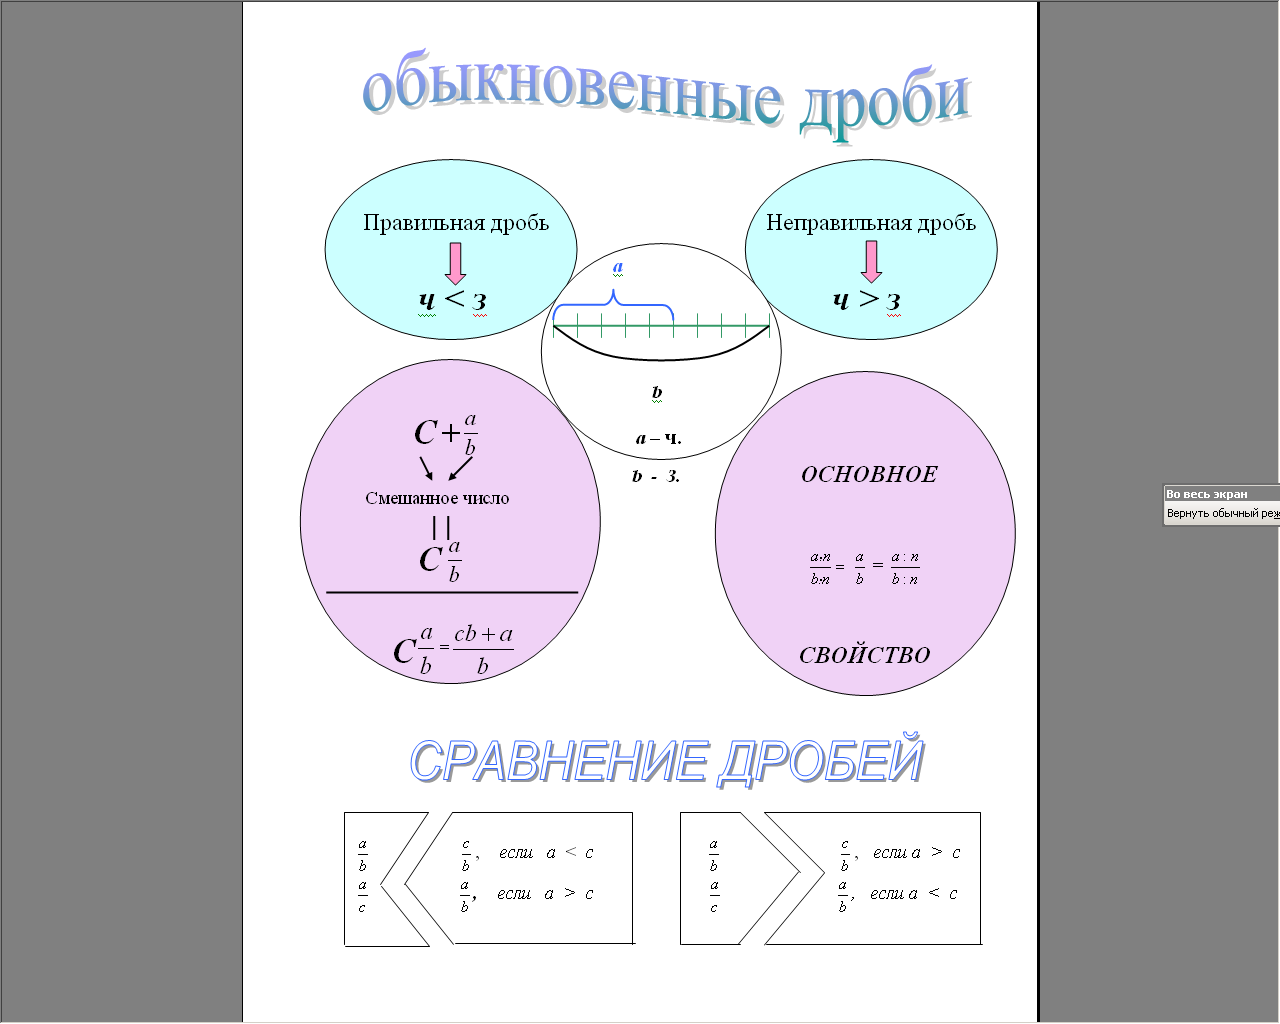 обыкновенные дроби
Правильная дробь
ч < з
Неправильная дробь
ч > з
a
b
a – ч.
b - з.
C + a/b
Смешанное число
||
C a/b
C a/b = cb + a/b
ОСНОВНОЕ
a·n/b·n = a/b = a : n/b : n
СВОЙСТВО
Во весь экран
Вернуть обычный реж
СРАВНЕНИЕ ДРОБЕЙ
a/b c/b , если a < c
a/c a/b , если a > c
a/b c/b , если a > c
a/c a/b , если a < c